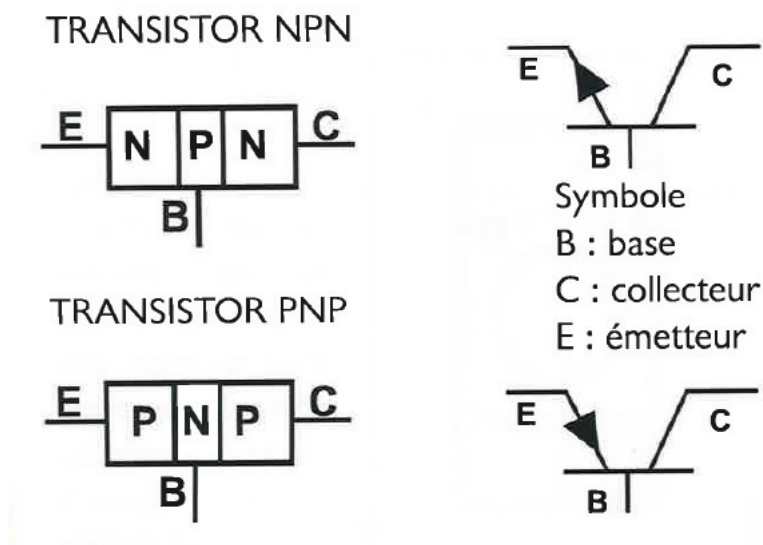 TRANSISTOR NPN
E N P N C
B
E C
B
Symbole
B : base
C : collecteur
E : émetteur
TRANSISTOR PNP
E P N P C
B
E C
B